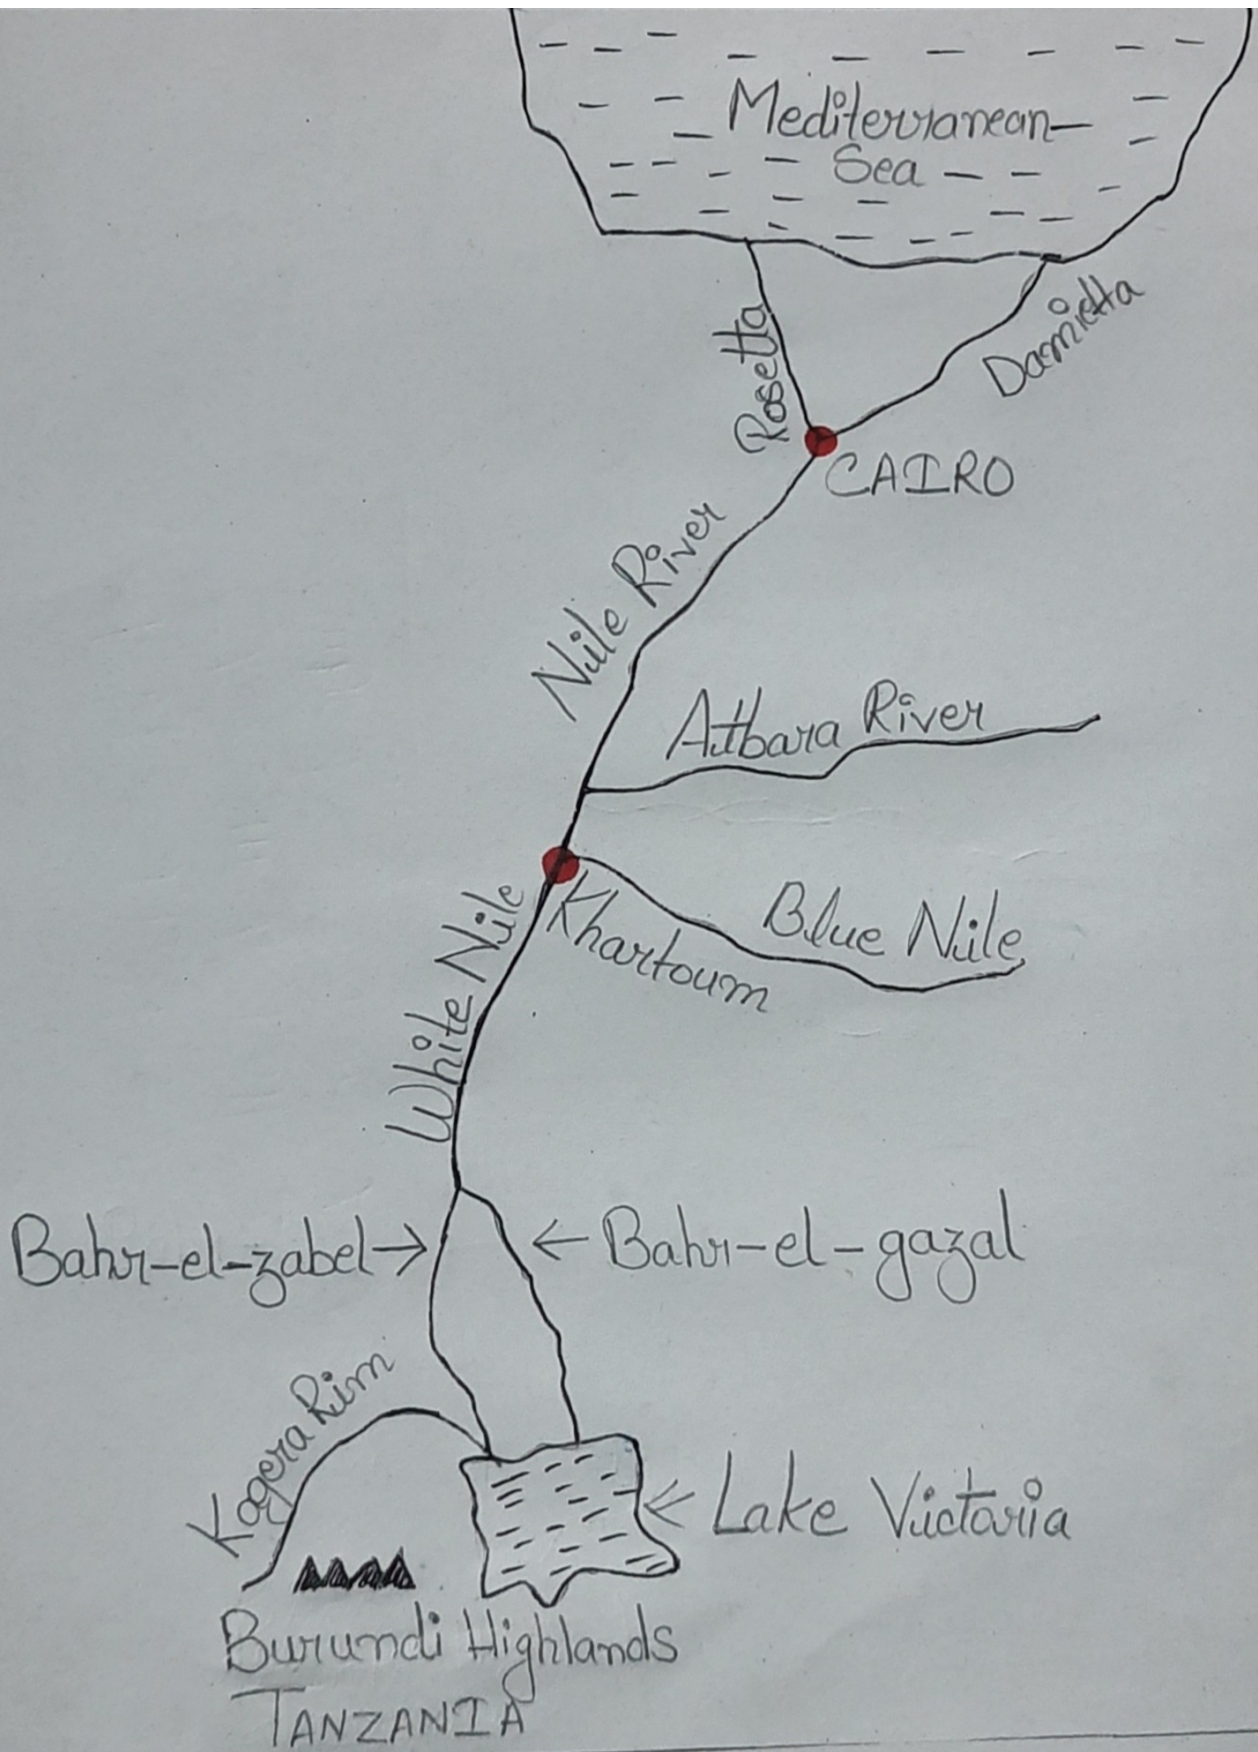 Mediterranean
Sea
Rosetta
Damietta
CAIRO
Nile River
Atbara River
Blue Nile
Khartoum
White Nile
Bahr-el-zabel
Bahr-el-gazal
Kogera Rim
Lake Victoria
Burundi Highlands
TANZANIA